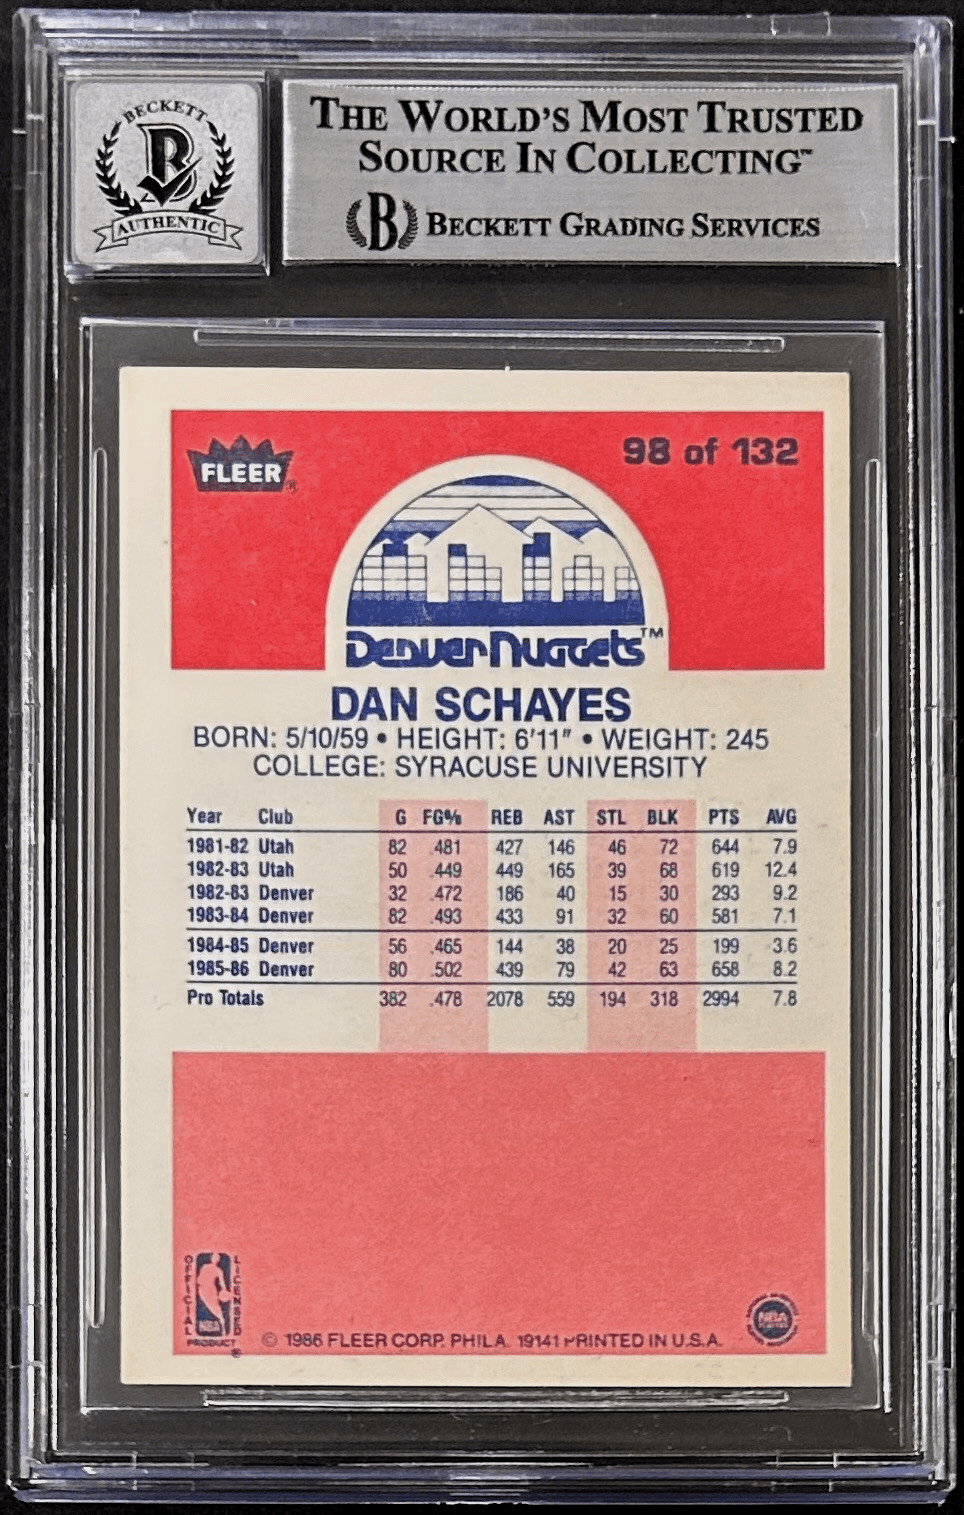 BECKETT
B
AUTHENTIC
THE WORLD'S MOST TRUSTED
SOURCE IN COLLECTING™
B BECKETT GRADING SERVICES
FLEER®
98 of 132
Denver Nuggets™
DAN SCHAYES
BORN: 5/10/59 • HEIGHT: 6'11" • WEIGHT: 245
COLLEGE: SYRACUSE UNIVERSITY
Year Club G FG% REB AST STL BLK PTS AVG
1981-82 Utah 82 .481 427 146 46 72 644 7.9
1982-83 Utah 50 .449 449 165 39 68 619 12.4
1982-83 Denver 32 .472 186 40 15 30 293 9.2
1983-84 Denver 82 .493 433 91 32 60 581 7.1
1984-85 Denver 56 .465 144 38 20 25 199 3.6
1985-86 Denver 80 .502 439 79 42 63 658 8.2
Pro Totals 382 .478 2078 559 194 318 2994 7.8
OFFICIAL
LICENSED
NBA
PRODUCT
®
© 1986 FLEER CORP. PHILA. 19141 PRINTED IN U.S.A.
NBA
PLAYERS